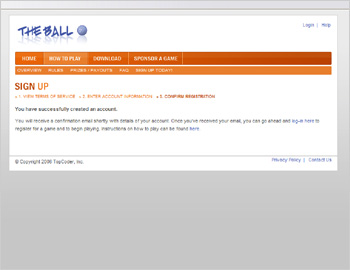 THE BALL
Login | Help
HOME HOW TO PLAY DOWNLOAD SPONSOR A GAME
OVERVIEW RULES PRIZES / PAYOUTS FAQ SIGN UP TODAY!
SIGN UP
1. VIEW TERMS OF SERVICE 2. ENTER ACCOUNT INFORMATION 3. CONFIRM REGISTRATION
You have successfully created an account.
You will receive a confirmation email shortly with details of your account. Once you've received your email, you can go ahead and log-in here to
register for a game and to begin playing. Instructions on how to play can be found here
© Copyright 2008 TayCoder, Inc.
Privacy Policy | Contact Us